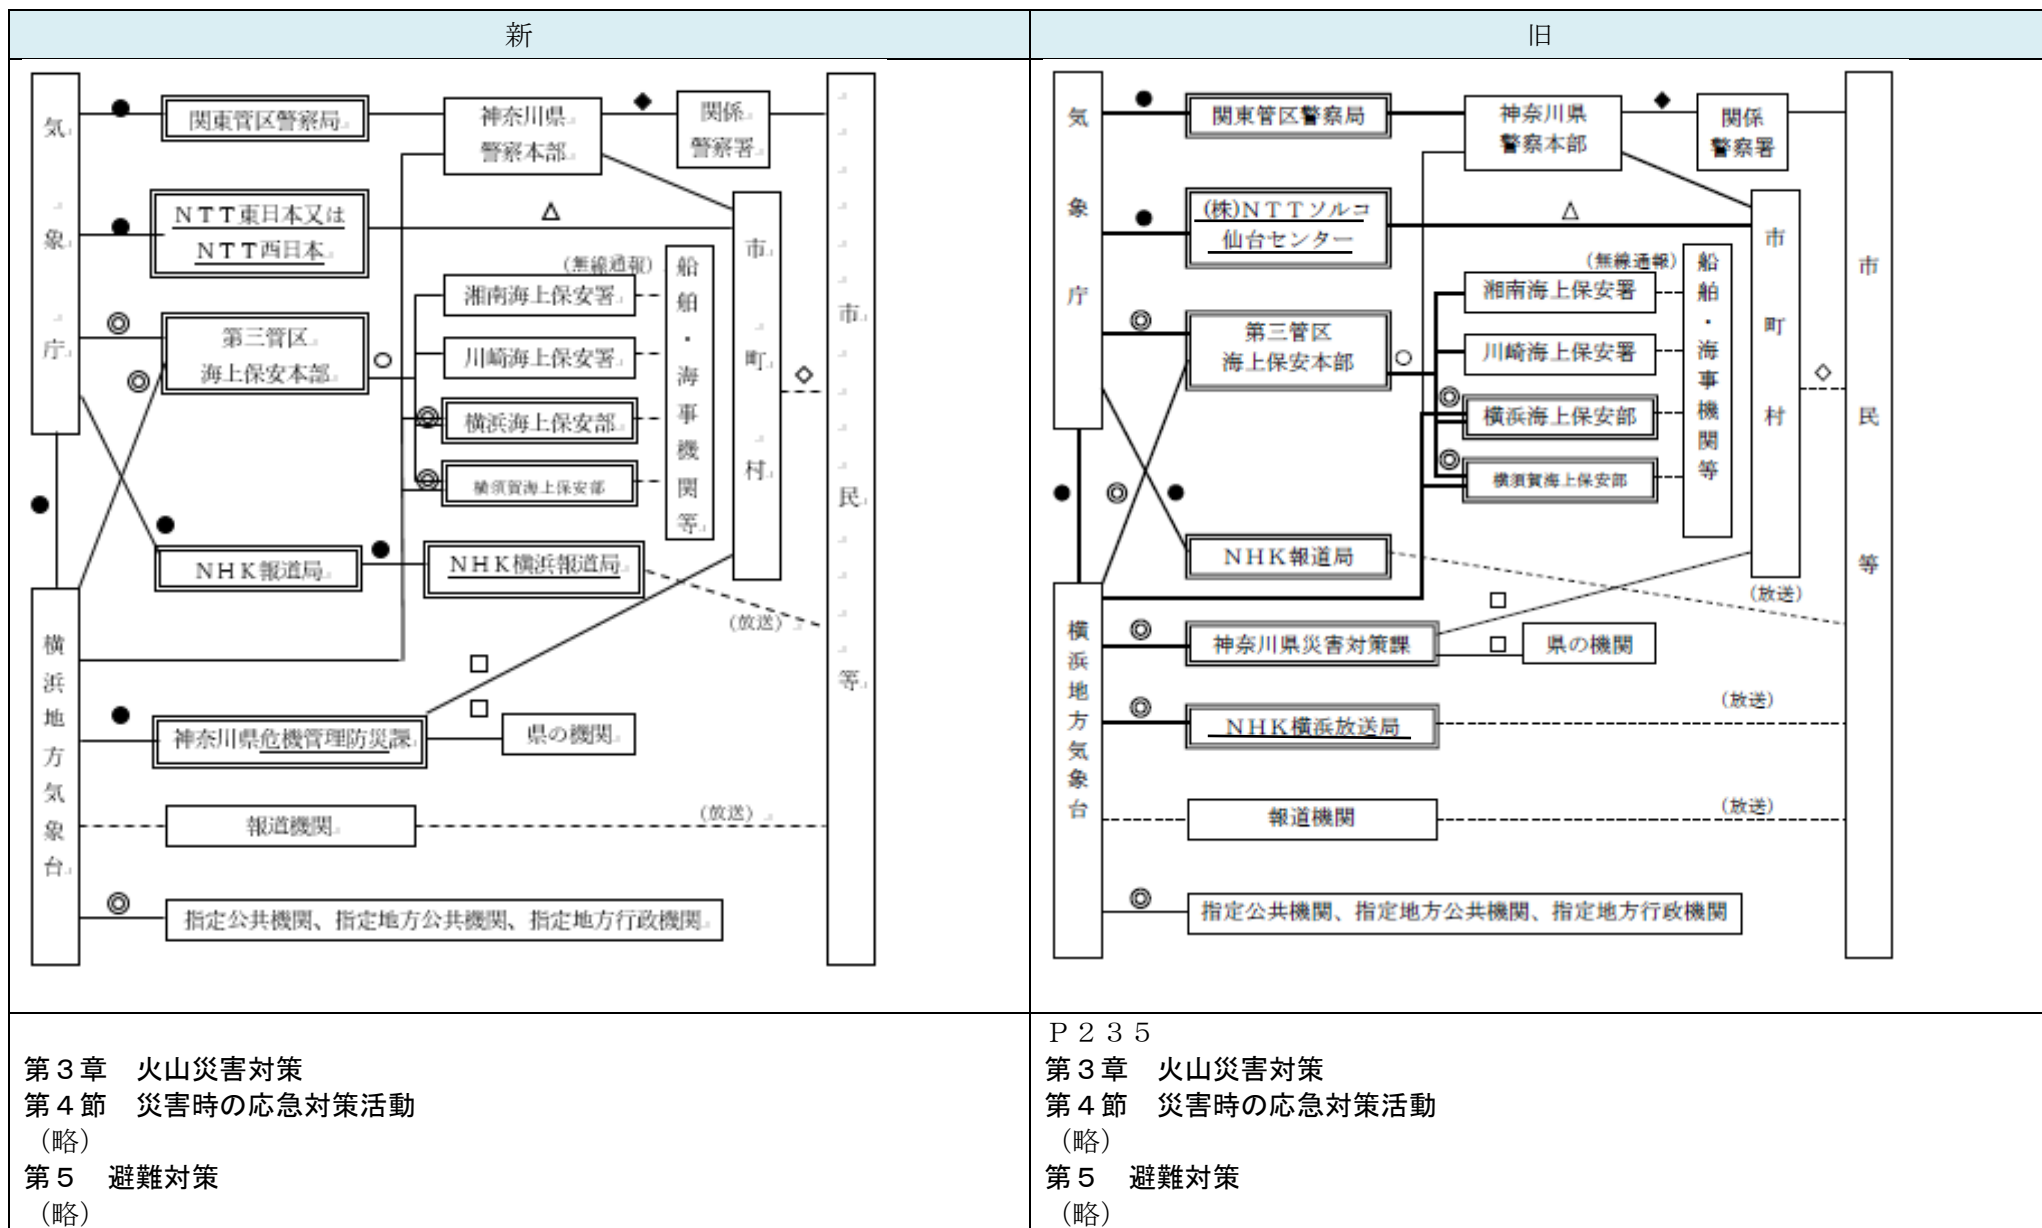 新
気象庁
関東管区警察局
神奈川県
警察本部
関係
警察署
NTT東日本又は
NTT西日本
第三管区
海上保安本部
(無線通報)
湘南海上保安署
川崎海上保安署
横浜海上保安部
横須賀海上保安部
船舶・海事機関等
市町村
市民等
NHK報道局
NHK横浜報道局
(放送)
横浜地方気象台
神奈川県危機管理防災課
県の機関
報道機関
(放送)
指定公共機関、指定地方公共機関、指定地方行政機関
第3章 火山災害対策
第4節 災害時の応急対策活動
(略)
第5 避難対策
(略)
旧
気象庁
関東管区警察局
神奈川県
警察本部
関係
警察署
(株)NTTソルコ
仙台センター
第三管区
海上保安本部
(無線通報)
湘南海上保安署
川崎海上保安署
横浜海上保安部
横須賀海上保安部
船舶・海事機関等
市町村
市民等
NHK報道局
(放送)
横浜地方気象台
神奈川県災害対策課
県の機関
NHK横浜放送局
(放送)
報道機関
(放送)
指定公共機関、指定地方公共機関、指定地方行政機関
P235
第3章 火山災害対策
第4節 災害時の応急対策活動
(略)
第5 避難対策
(略)